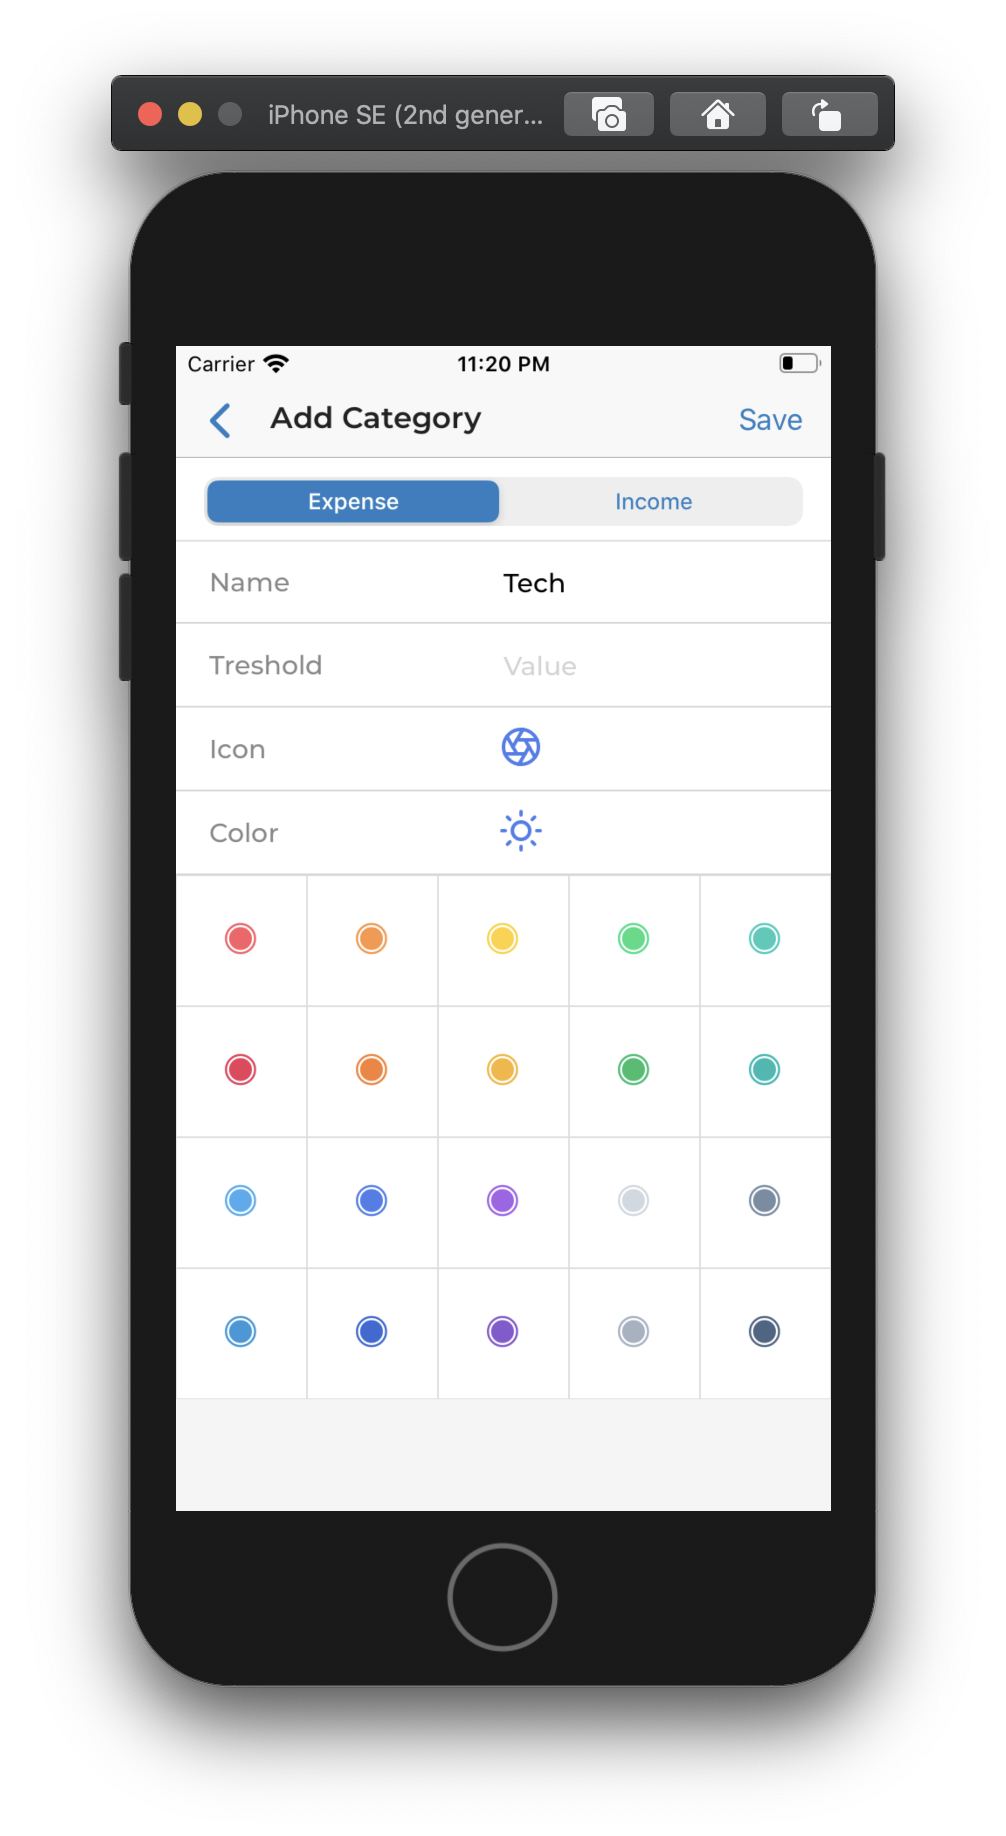 iPhone SE (2nd gener...
Carrier 11:20 PM
Add Category Save
Expense Income
Name Tech
Treshold Value
Icon
Color